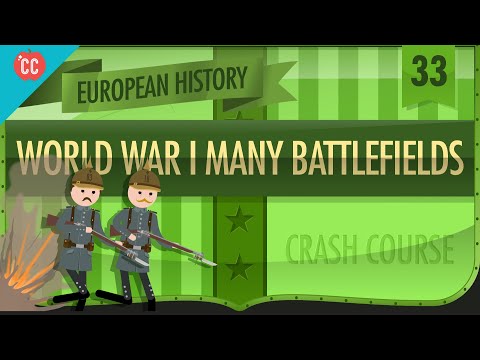 CC
EUROPEAN HISTORY
33
WORLD WAR I MANY BATTLEFIELDS
CRASH COURSE